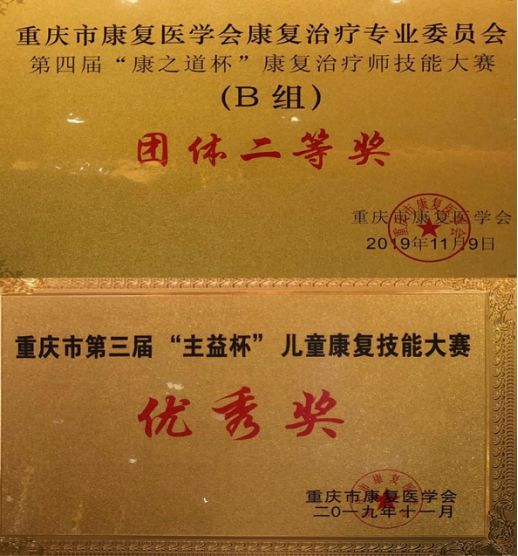 重庆市康复医学会康复治疗专业委员会
第四届“康之道杯”康复治疗师技能大赛
(B 组)
团体二等奖
重庆市康复医学会
2019年11月9日
重庆市第三届“主益杯”儿童康复技能大赛
优秀奖
重庆市康复医学会
二〇一九年十一月